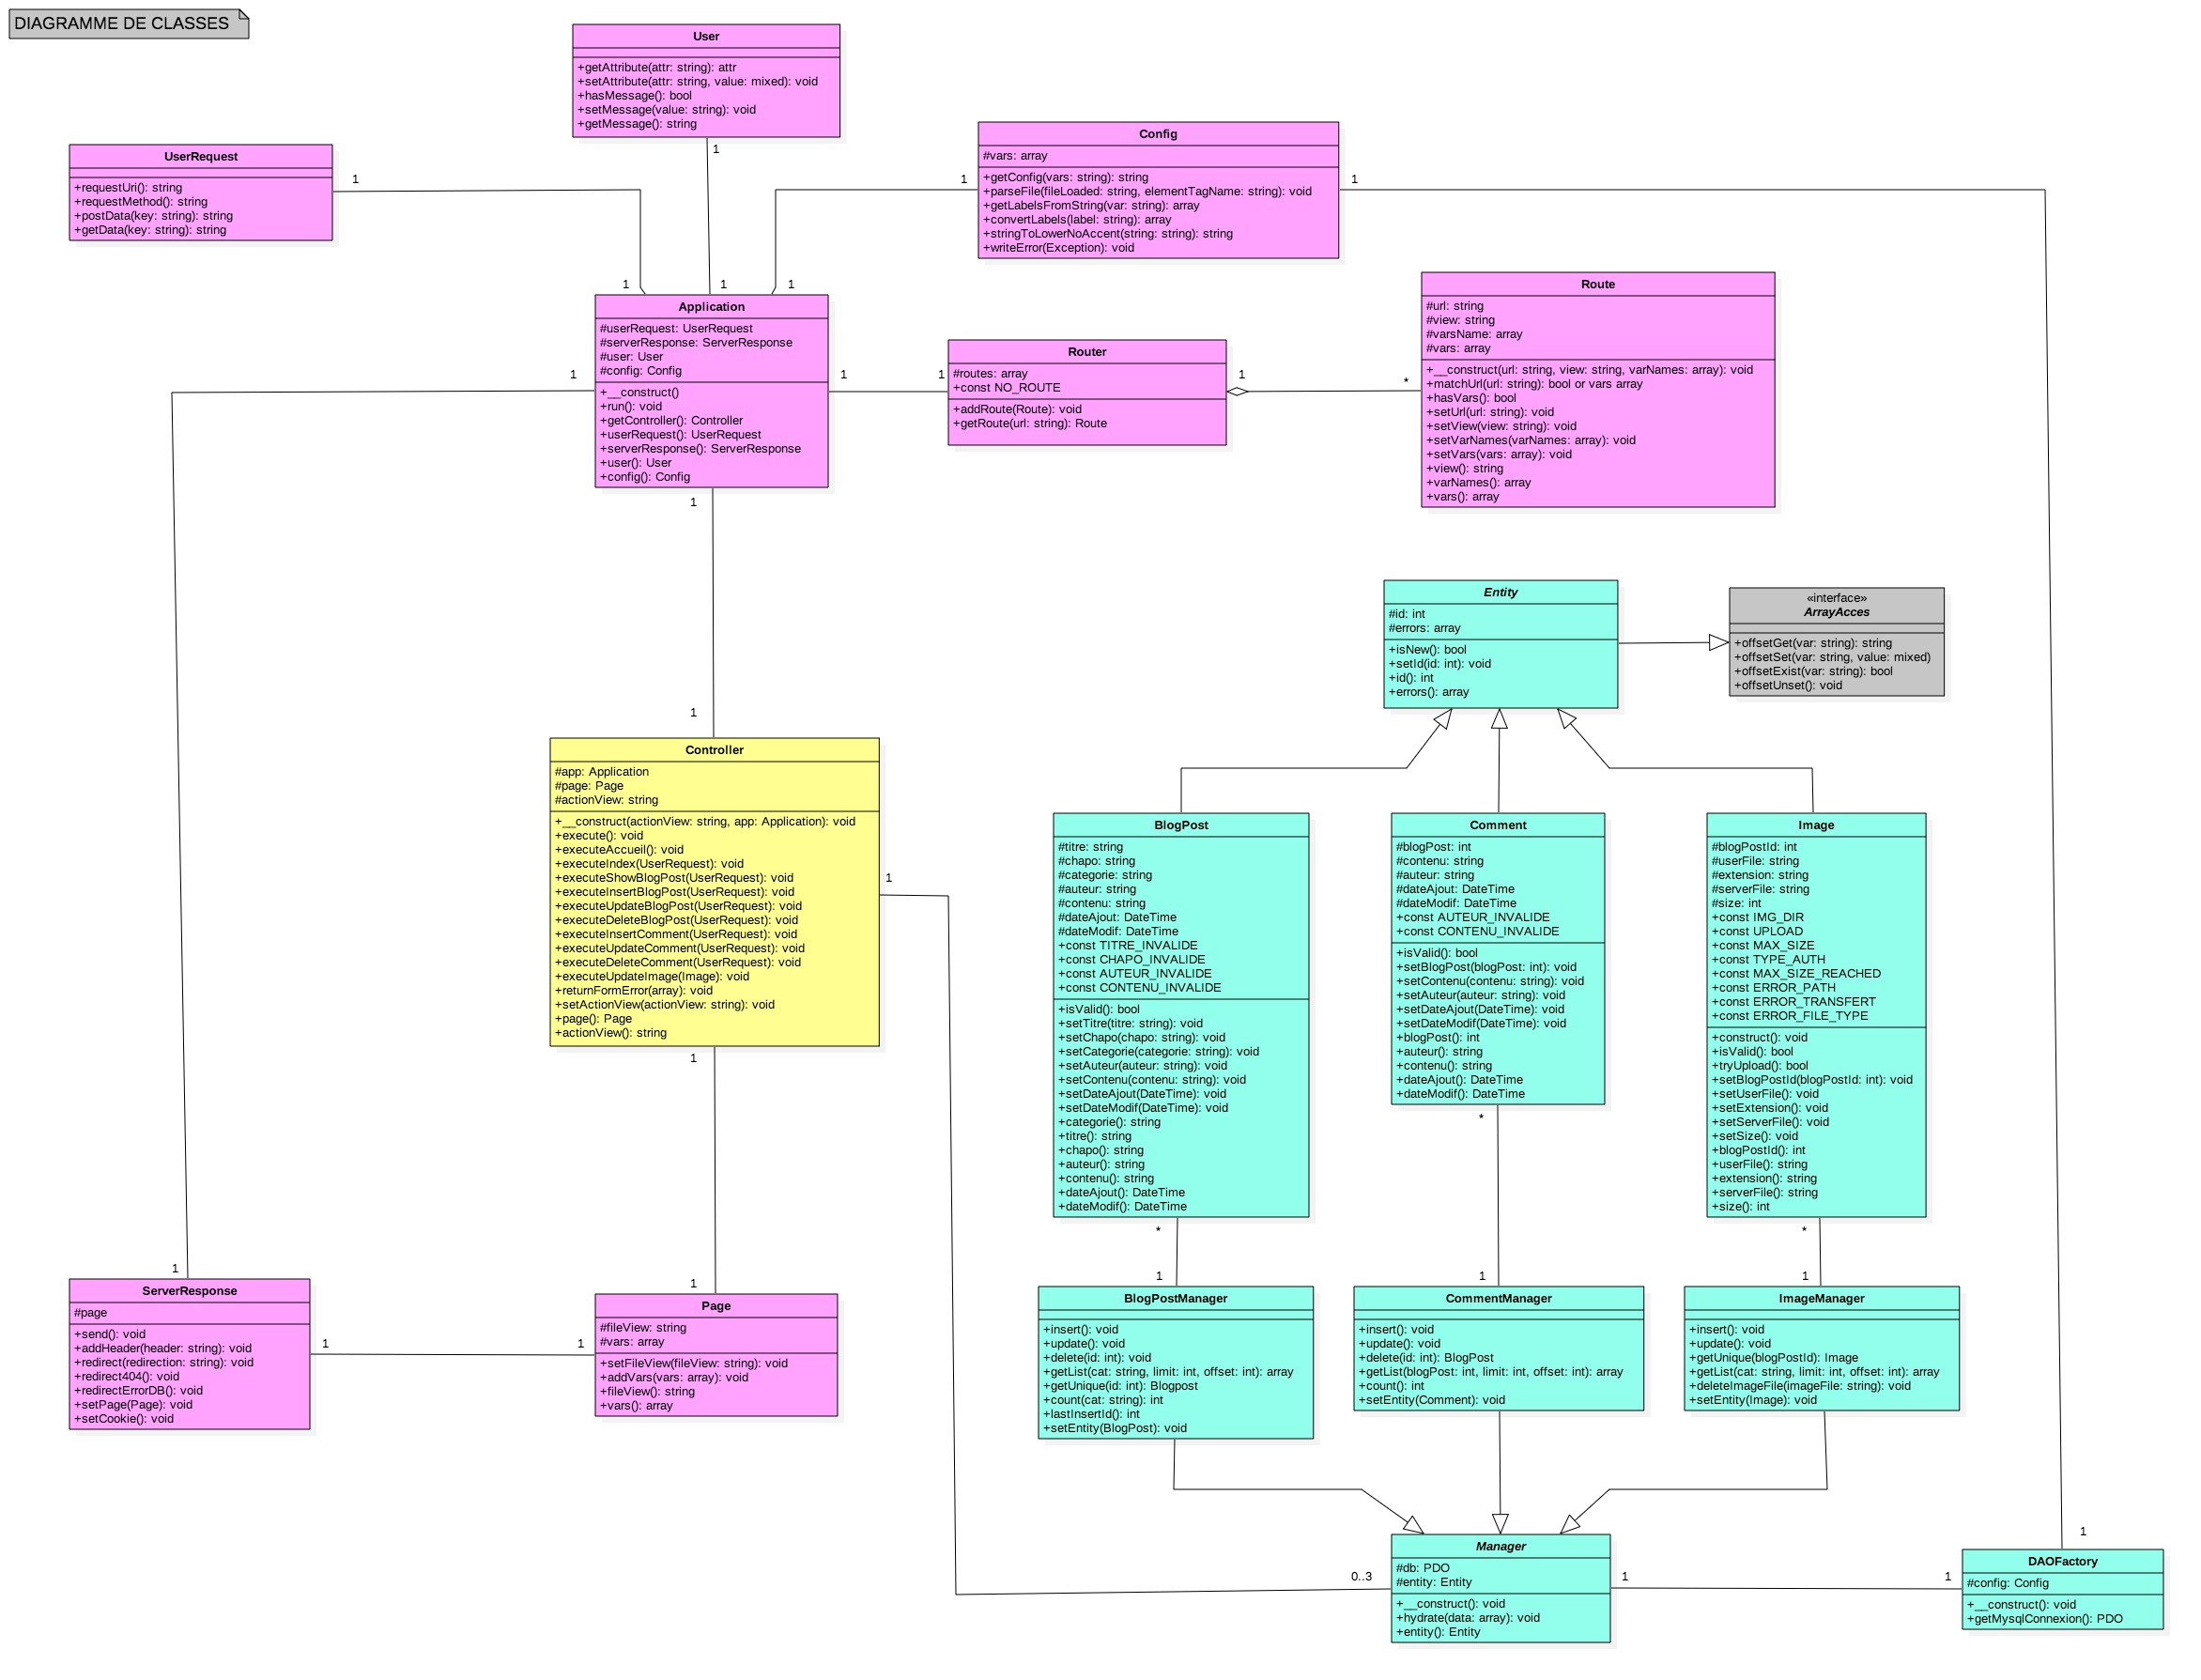 DIAGRAMME DE CLASSES
User
+getAttribute(attr: string): attr
+setAttribute(attr: string, value: mixed): void
+hasMessage(): bool
+setMessage(value: string): void
+getMessage(): string
1
1
UserRequest
+requestUri(): string
+requestMethod(): string
+postData(key: string): string
+getData(key: string): string
1
1
Config
#vars: array
+getConfig(vars: string): string
+parseFile(fileLoaded: string, elementTagName: string): void
+getLabelsFromString(var: string): array
+convertLabels(label: string): array
+stringToLowerNoAccent(string: string): string
+writeError(Exception): void
1
1
1
Application
#userRequest: UserRequest
#serverResponse: ServerResponse
#user: User
#config: Config
+__construct()
+run(): void
+getController(): Controller
+userRequest(): UserRequest
+serverResponse(): ServerResponse
+user(): User
+config(): Config
1
1
1
1
Router
#routes: array
+const NO_ROUTE
+addRoute(Route): void
+getRoute(url: string): Route
1
*
Route
#url: string
#view: string
#varsName: array
#vars: array
+__construct(url: string, view: string, varNames: array): void
+matchUrl(url: string): bool or vars array
+hasVars(): bool
+setUrl(url: string): void
+setView(view: string): void
+setVarNames(varNames: array): void
+setVars(vars: array): void
+view(): string
+varNames(): array
+vars(): array
Entity
#id: int
#errors: array
+isNew(): bool
+setId(id: int): void
+id(): int
+errors(): array
«interface»
ArrayAcces
+offsetGet(var: string): string
+offsetSet(var: string, value: mixed)
+offsetExist(var: string): bool
+offsetUnset(): void
1
Controller
#app: Application
#page: Page
#actionView: string
+__construct(actionView: string, app: Application): void
+execute(): void
+executeAccueil(): void
+executeIndex(UserRequest): void
+executeShowBlogPost(UserRequest): void
+executeInsertBlogPost(UserRequest): void
+executeUpdateBlogPost(UserRequest): void
+executeDeleteBlogPost(UserRequest): void
+executeInsertComment(UserRequest): void
+executeUpdateComment(UserRequest): void
+executeDeleteComment(UserRequest): void
+executeUpdateImage(Image): void
+returnFormError(array): void
+setActionView(actionView: string): void
+page(): Page
+actionView(): string
1
1
BlogPost
#titre: string
#chapo: string
#categorie: string
#auteur: string
#contenu: string
#dateAjout: DateTime
#dateModif: DateTime
+const TITRE_INVALIDE
+const CHAPO_INVALIDE
+const AUTEUR_INVALIDE
+const CONTENU_INVALIDE
+isValid(): bool
+setTitre(titre: string): void
+setChapo(chapo: string): void
+setCategorie(categorie: string): void
+setAuteur(auteur: string): void
+setContenu(contenu: string): void
+setDateAjout(DateTime): void
+setDateModif(DateTime): void
+categorie(): string
+titre(): string
+chapo(): string
+auteur(): string
+contenu(): string
+dateAjout(): DateTime
+dateModif(): DateTime
*
1
Comment
#blogPost: int
#contenu: string
#auteur: string
#dateAjout: DateTime
#dateModif: DateTime
+const AUTEUR_INVALIDE
+const CONTENU_INVALIDE
+isValid(): bool
+setBlogPost(blogPost: int): void
+setContenu(contenu: string): void
+setAuteur(auteur: string): void
+setDateAjout(DateTime): void
+setDateModif(DateTime): void
+blogPost(): int
+auteur(): string
+contenu(): string
+dateAjout(): DateTime
+dateModif(): DateTime
*
1
Image
#blogPostId: int
#userFile: string
#extension: string
#serverFile: string
#size: int
+const IMG_DIR
+const UPLOAD
+const MAX_SIZE
+const TYPE_AUTH
+const MAX_SIZE_REACHED
+const ERROR_PATH
+const ERROR_TRANSFERT
+const ERROR_FILE_TYPE
+construct(): void
+isValid(): bool
+tryUpload(): bool
+setBlogPostId(blogPostId: int): void
+setUserFile(): void
+setExtension(): void
+setServerFile(): void
+setSize(): void
+blogPostId(): int
+userFile(): string
+extension(): string
+serverFile(): string
+size(): int
*
1
1
ServerResponse
#page
+send(): void
+addHeader(header: string): void
+redirect(redirection: string): void
+redirect404(): void
+redirectErrorDB(): void
+setPage(Page): void
+setCookie(): void
1
1
1
Page
#fileView: string
#vars: array
+setFileView(fileView: string): void
+addVars(vars: array): void
+fileView(): string
+vars(): array
BlogPostManager
+insert(): void
+update(): void
+delete(id: int): void
+getList(cat: string, limit: int, offset: int): array
+getUnique(id: int): Blogpost
+count(cat: string): int
+lastInsertId(): int
+setEntity(BlogPost): void
CommentManager
+insert(): void
+update(): void
+delete(id: int): BlogPost
+getList(blogPost: int, limit: int, offset: int): array
+count(): int
+setEntity(Comment): void
ImageManager
+insert(): void
+update(): void
+getUnique(blogPostId): Image
+getList(cat: string, limit: int, offset: int): array
+deleteImageFile(imageFile: string): void
+setEntity(Image): void
0..3
Manager
#db: PDO
#entity: Entity
+__construct(): void
+hydrate(data: array): void
+entity(): Entity
1
1
1
DAOFactory
#config: Config
+__construct(): void
+getMysqlConnexion(): PDO